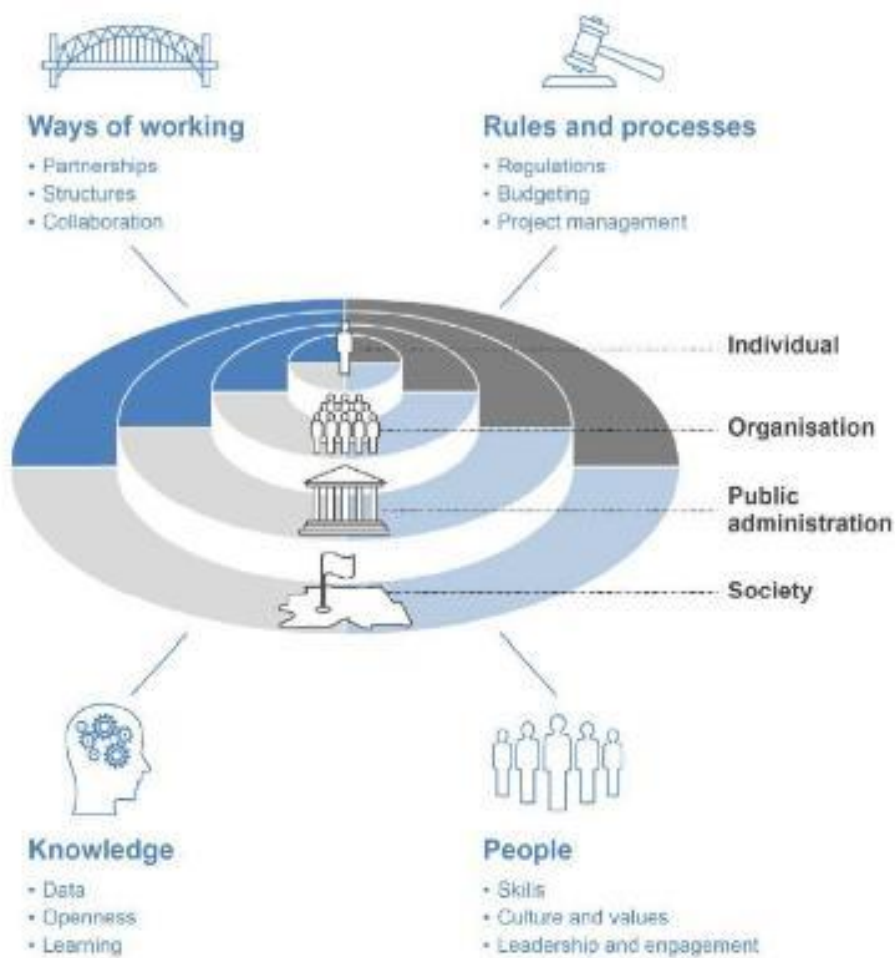 Ways of working
• Partnerships
• Structures
• Collaboration
Rules and processes
• Regulations
• Budgeting
• Project management
Individual
Organisation
Public
administration
Society
Knowledge
• Data
• Openness
• Learning
People
• Skills
• Culture and values
• Leadership and engagement